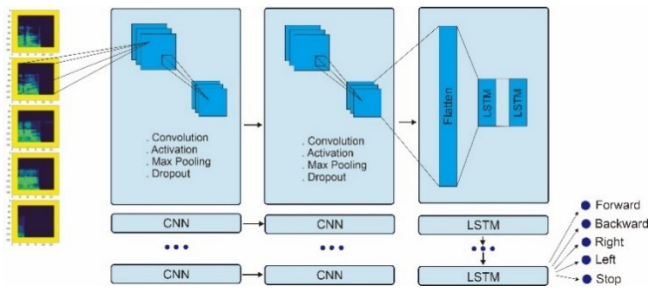 . Convolution
. Activation
. Max Pooling
. Dropout
. Convolution
. Activation
. Max Pooling
. Dropout
Flatten
LSTM
LSTM
CNN
CNN
LSTM
CNN
CNN
LSTM
Forward
Backward
Right
Left
Stop